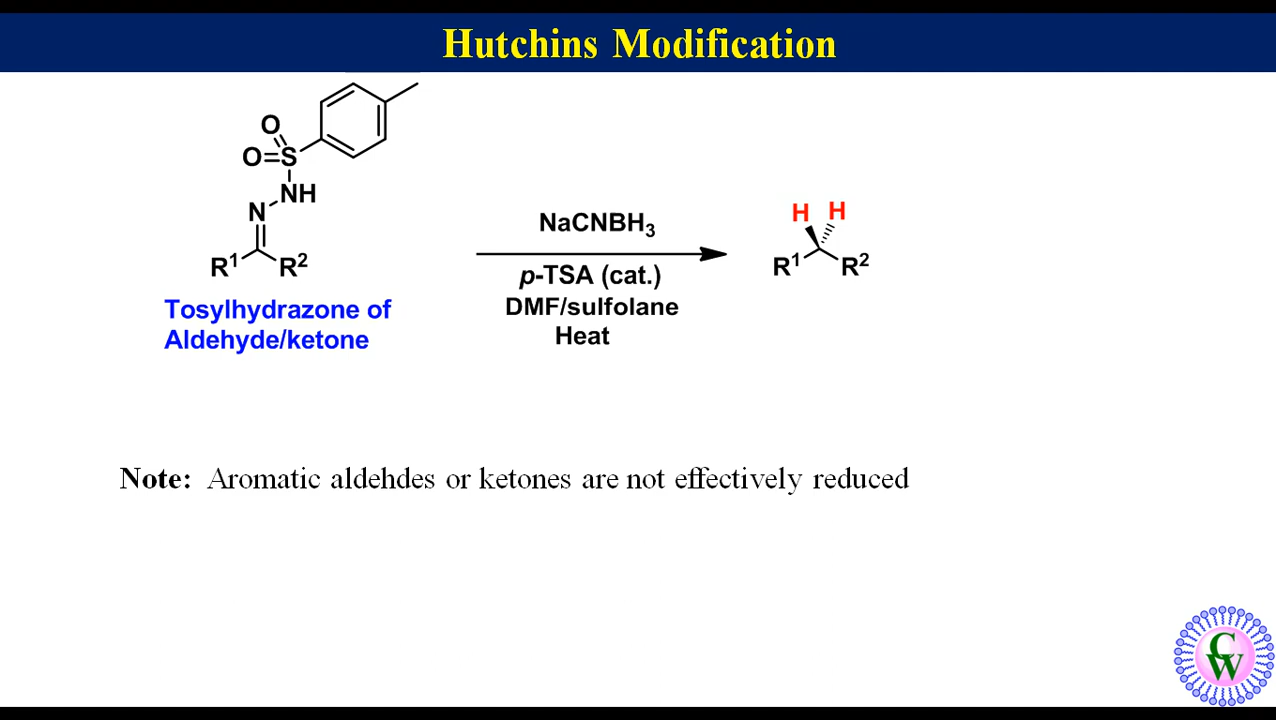 Hutchins Modification
O
O=S
NH
N
R¹ R²
Tosylhydrazone of
Aldehyde/ketone
NaCNBH₃
p-TSA (cat.)
DMF/sulfolane
Heat
H H
R¹ R²
Note: Aromatic aldehdes or ketones are not effectively reduced
CW